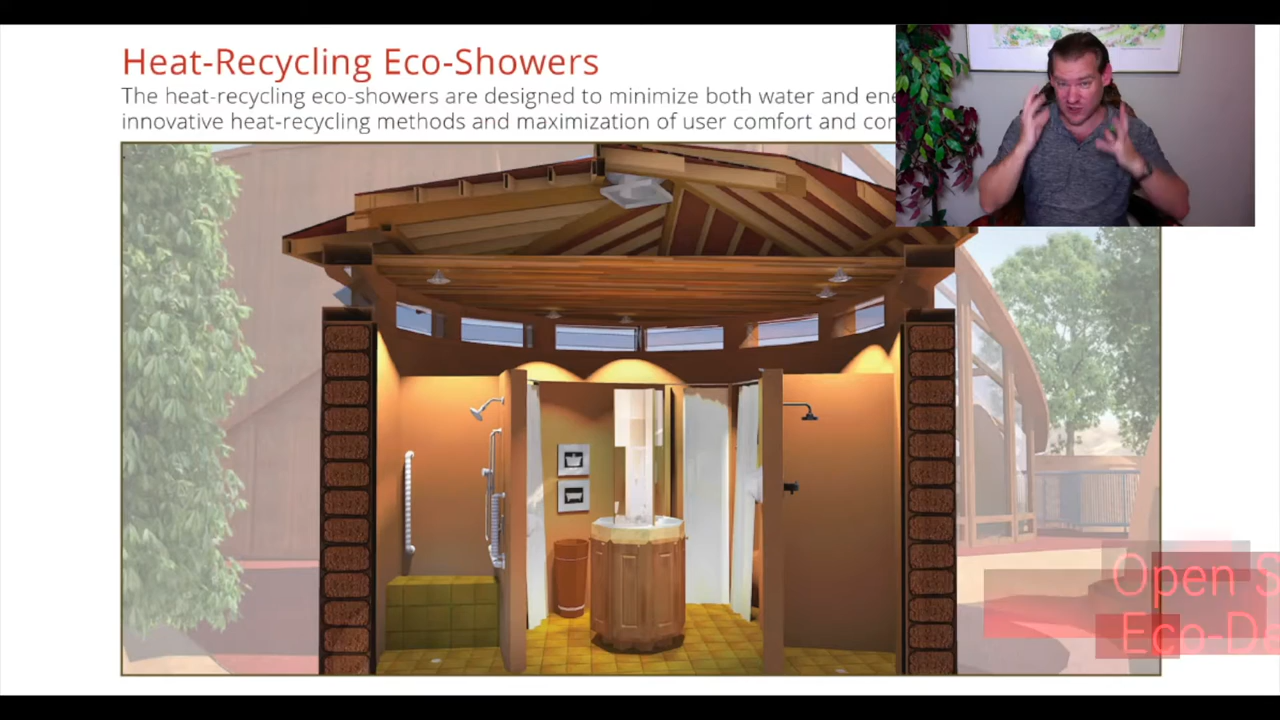 Heat-Recycling Eco-Showers
The heat-recycling eco-showers are designed to minimize both water and
innovative heat-recycling methods and maximization of user comfort and
Open